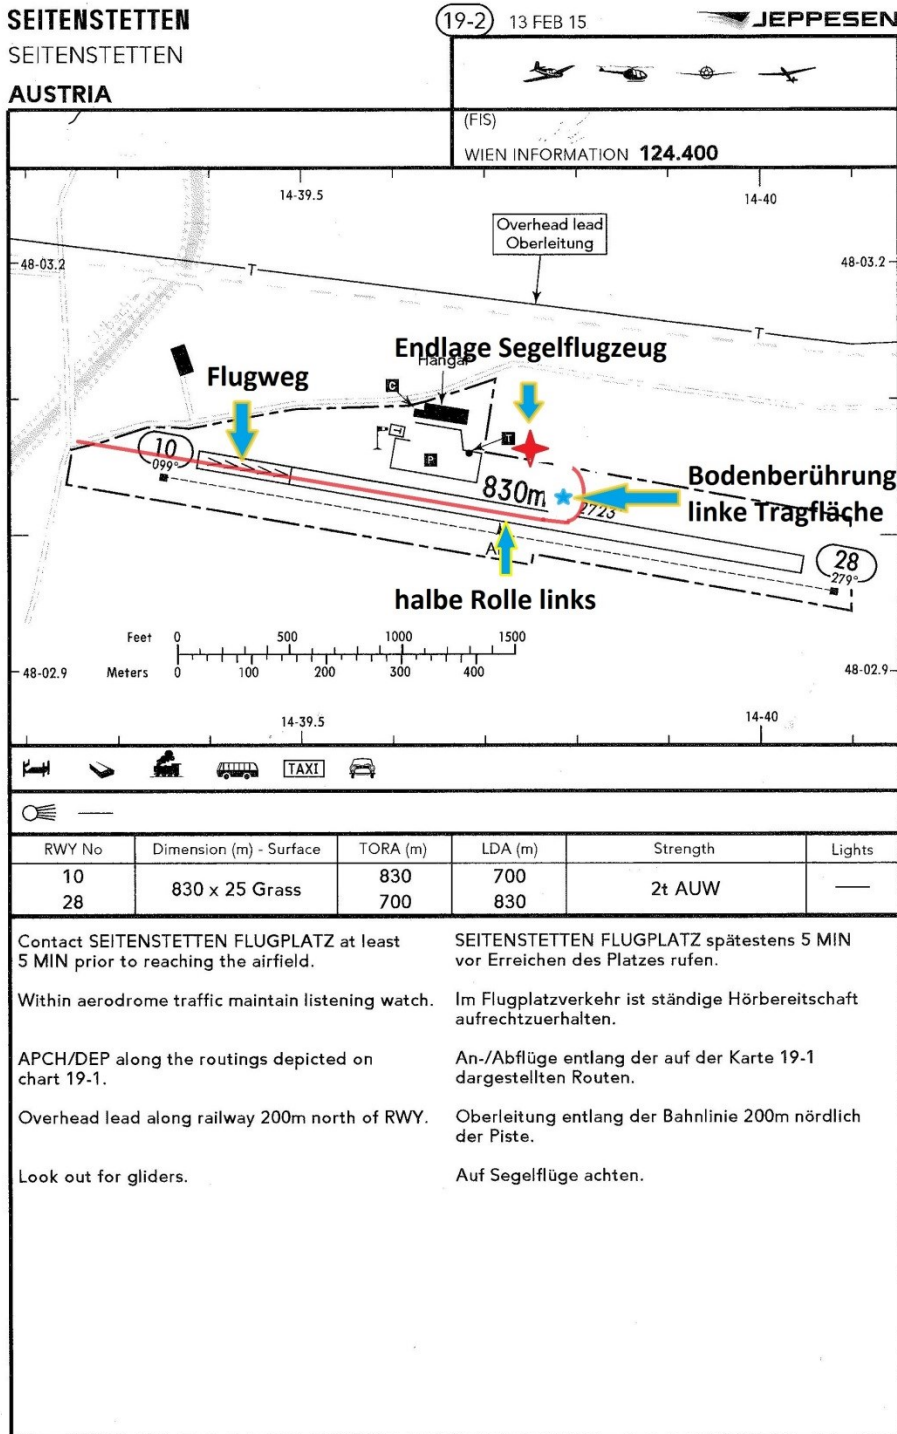 SEITENSTETTEN
19-2 13 FEB 15 JEPPESEN
SEITENSTETTEN
AUSTRIA
(FIS)
WIEN INFORMATION 124.400
14-39.5 14-40
Overhead lead
Oberleitung
48-03.2 48-03.2
T
T
Endlage Segelflugzeug
Hangar
Flugweg
C
T
T
P
10
099°
830m
2723
Bodenberührung
linke Tragfläche
28
279°
halbe Rolle links
Feet 0 500 1000 1500
Meters 0 100 200 300 400
48-02.9 48-02.9
14-39.5 14-40
TAXI
RWY No Dimension (m) - Surface TORA (m) LDA (m) Strength Lights
10 830 x 25 Grass 830 700 2t AUW —
28 700 830
Contact SEITENSTETTEN FLUGPLATZ at least
5 MIN prior to reaching the airfield.
SEITENSTETTEN FLUGPLATZ spätestens 5 MIN
vor Erreichen des Platzes rufen.
Within aerodrome traffic maintain listening watch.
Im Flugplatzverkehr ist ständige Hörbereitschaft
aufrechtzuerhalten.
APCH/DEP along the routings depicted on
chart 19-1.
An-/Abflüge entlang der auf der Karte 19-1
dargestellten Routen.
Overhead lead along railway 200m north of RWY.
Oberleitung entlang der Bahnlinie 200m nördlich
der Piste.
Look out for gliders.
Auf Segelflüge achten.